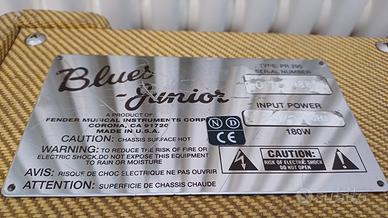 Blues
Junior
TYPE: PR 295
SERIAL NUMBER
A PRODUCT OF:
FENDER MUSICAL INSTRUMENTS CORP.
CORONA, CA 91720
MADE IN U.S.A.
INPUT POWER
180W
N D
CE
CAUTION: CHASSIS SURFACE HOT
WARNING: TO REDUCE THE RISK OF FIRE OR
ELECTRIC SHOCK,DO NOT EXPOSE THIS EQUIPMENT
TO RAIN OR MOISTURE
AVIS: RISQUE DE CHOC ELECTRIQUE NE PAS OUVRIR
ATTENTION: SUPERFICIE DE CHASSIS CHAUDE
CAUTION:
RISK OF ELECTRIC SHOCK
DO NOT OPEN